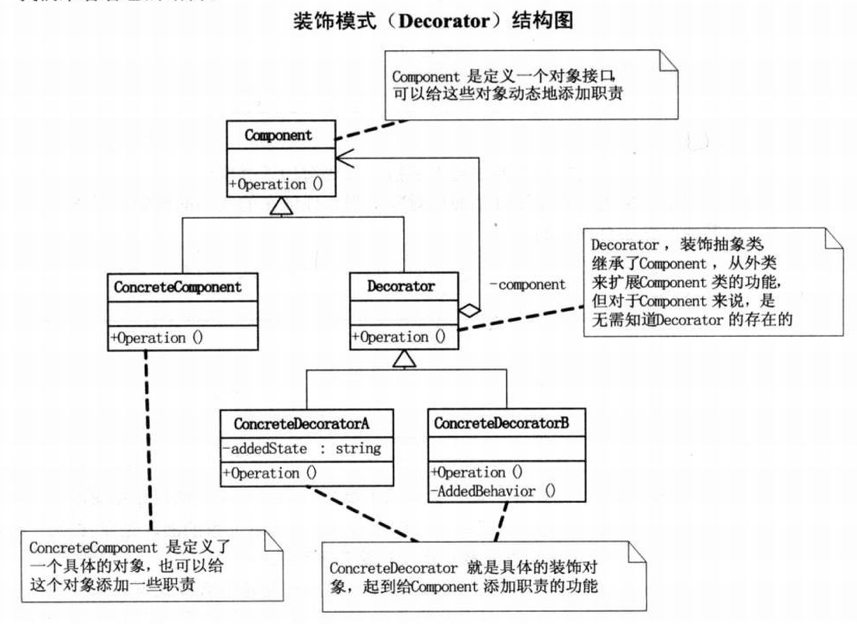 装饰模式（Decorator）结构图
Component 是定义一个对象接口，
可以给这些对象动态地添加职责
Component
+Operation ()
Decorator，装饰抽象类，
继承了Component，从外类
来扩展Component 类的功能，
但对于Component 来说，是
无需知道Decorator 的存在的
ConcreteComponent
+Operation ()
Decorator
+Operation ()
-component
ConcreteDecoratorA
-addedState : string
+Operation ()
ConcreteDecoratorB
+Operation ()
-AddedBehavior ()
ConcreteComponent 是定义了
一个具体的对象，也可以给
这个对象添加一些职责
ConcreteDecorator 就是具体的装饰对
象，起到给Component 添加职责的功能